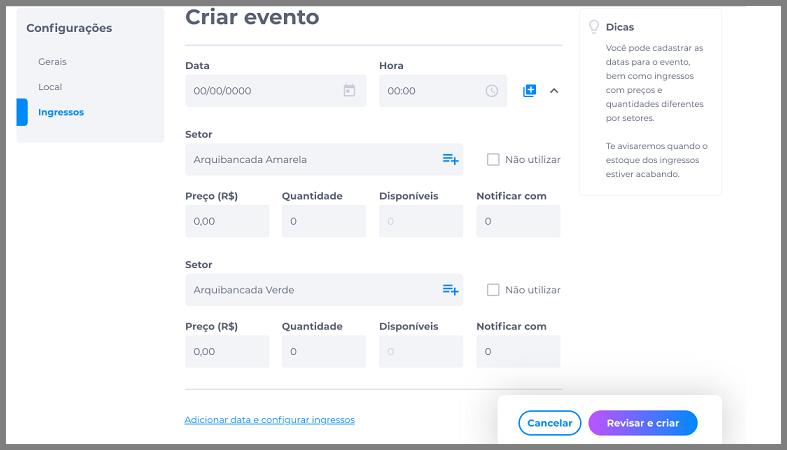 Configurações
Gerais
Local
Ingressos
Criar evento
Data
Hora
00/00/0000
00:00
Setor
Arquibancada Amarela
Não utilizar
Preço (R$)
Quantidade
Disponíveis
Notificar com
0,00
0
0
0
Setor
Arquibancada Verde
Não utilizar
Preço (R$)
Quantidade
Disponíveis
Notificar com
0,00
0
0
0
Adicionar data e configurar ingressos
Cancelar
Revisar e criar
Dicas
Você pode cadastrar as
datas para o evento,
bem como ingressos
com preços e
quantidades diferentes
por setores.
Te avisaremos quando o
estoque dos ingressos
estiver acabando.